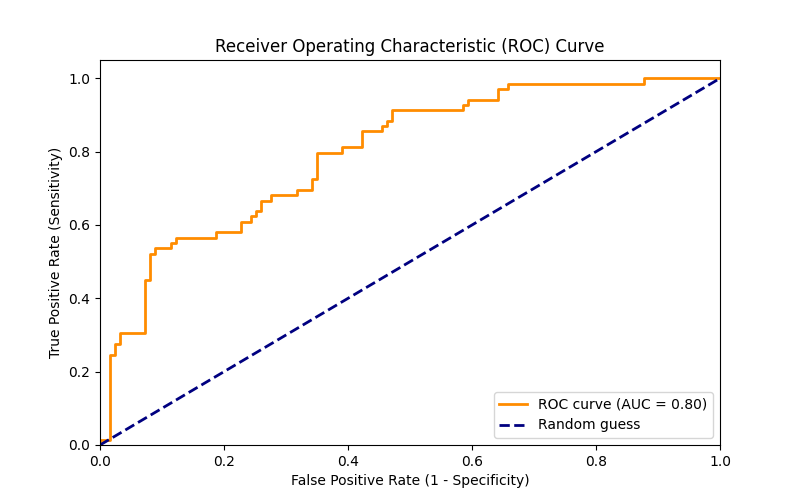 Receiver Operating Characteristic (ROC) Curve
True Positive Rate (Sensitivity)
1.0
0.8
0.6
0.4
0.2
0.0
ROC curve (AUC = 0.80)
Random guess
0.0 0.2 0.4 0.6 0.8 1.0
False Positive Rate (1 - Specificity)